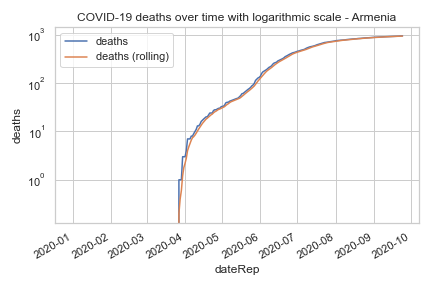 COVID-19 deaths over time with logarithmic scale - Armenia
deaths
deaths (rolling)
10³
10²
10¹
10⁰
deaths
2020-01
2020-02
2020-03
2020-04
2020-05
2020-06
2020-07
2020-08
2020-09
2020-10
dateRep